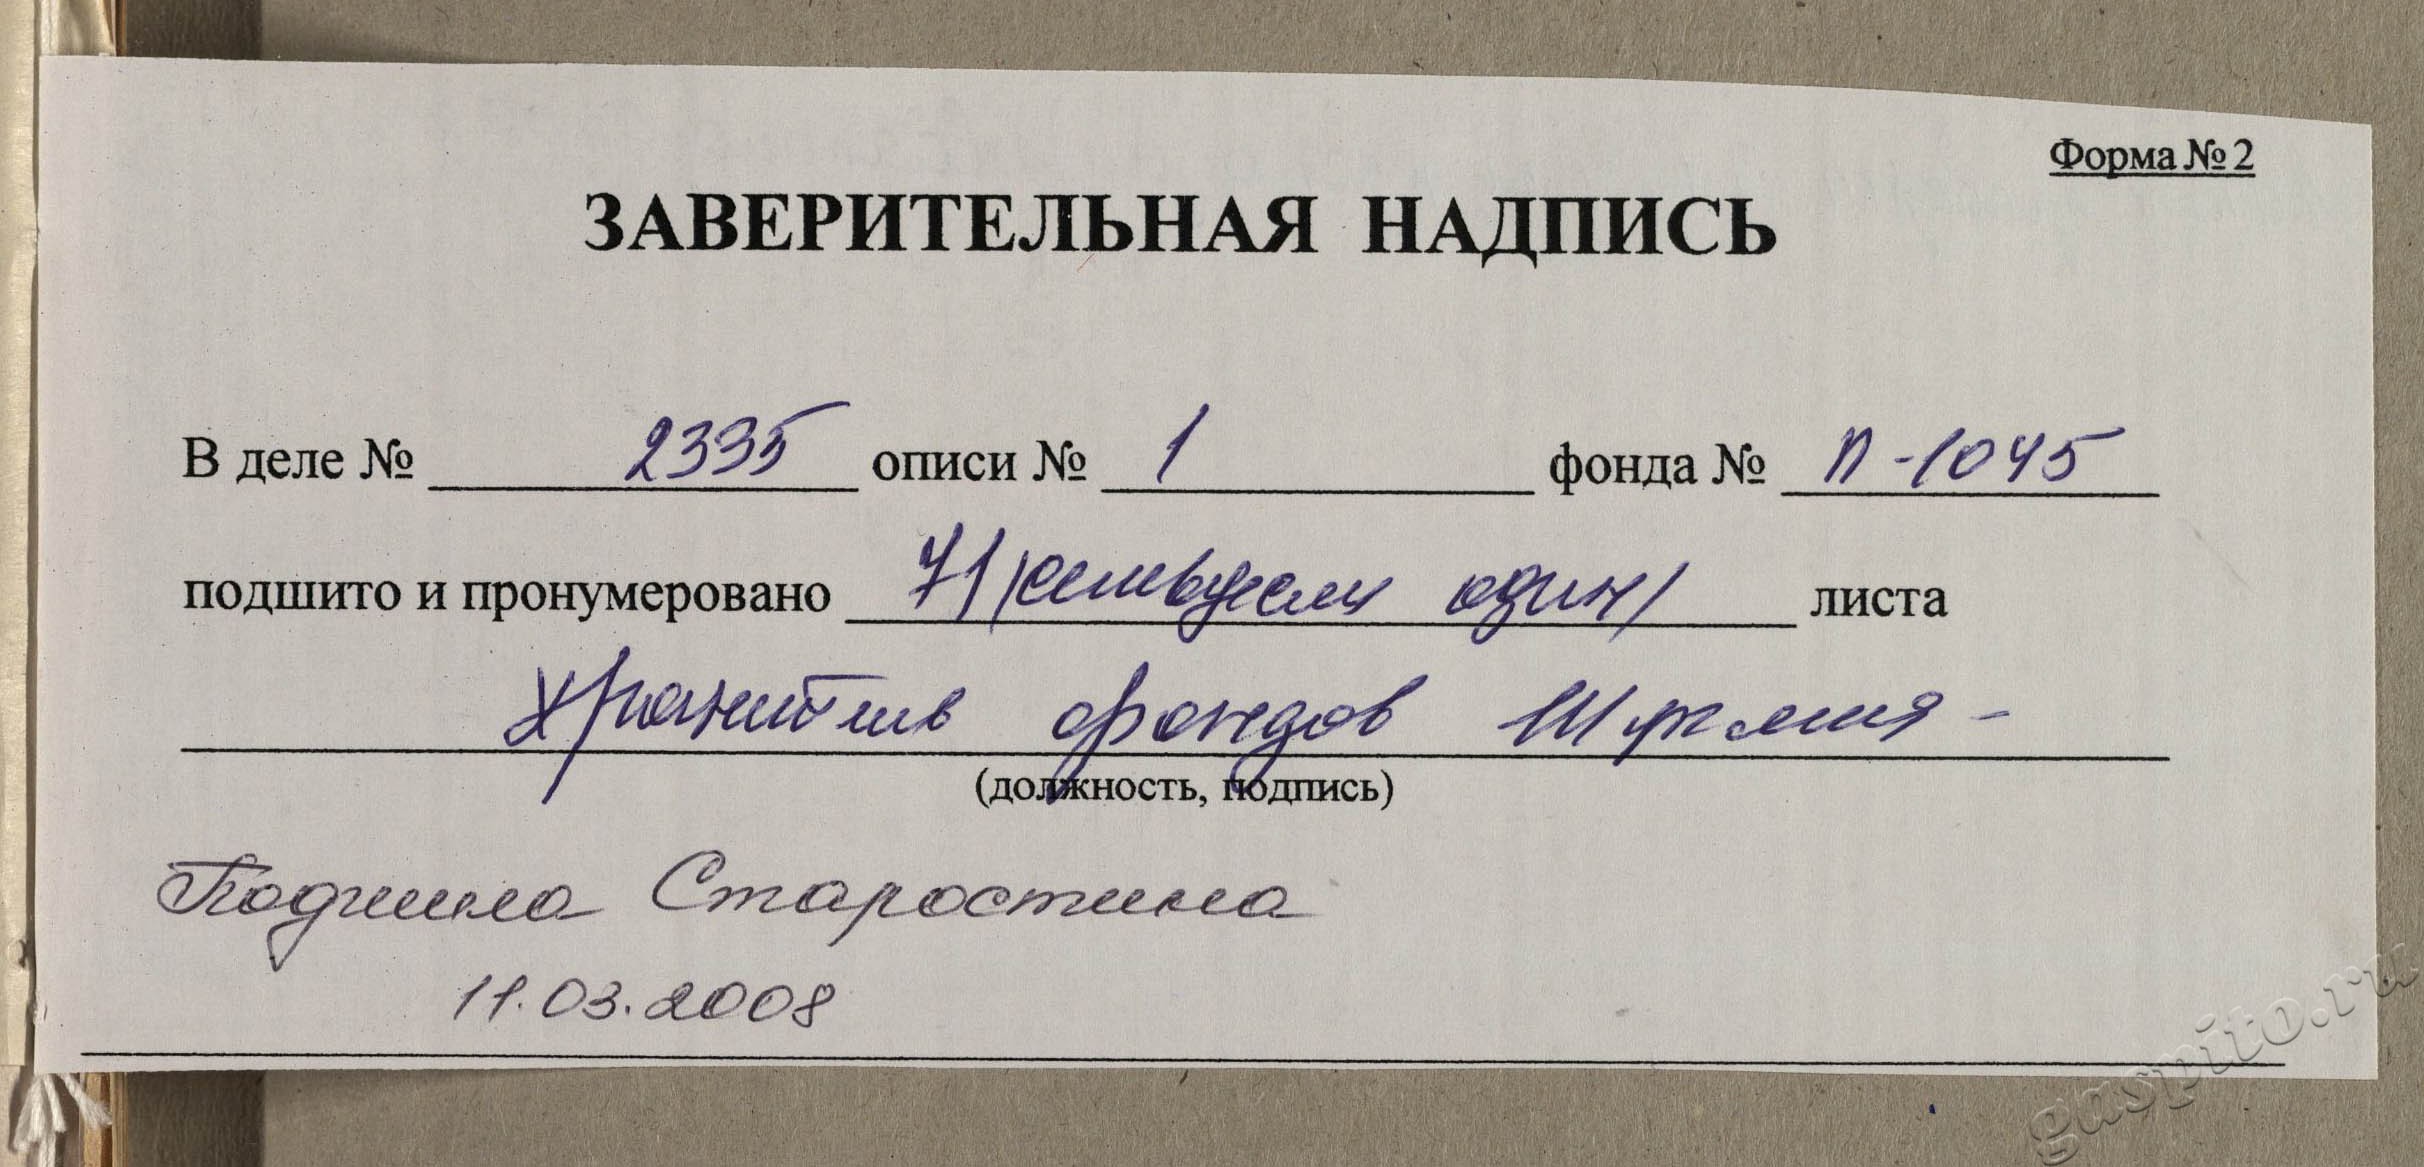 Форма № 2
ЗАВЕРИТЕЛЬНАЯ НАДПИСЬ
В деле № 2335 описи № 1 фонда № П-1045
подшито и пронумеровано 71 /семьдесят один/ листа
хранитель фондов
(должность, подпись)
Подшила Старостина
11.03.2008
gaspito.ru